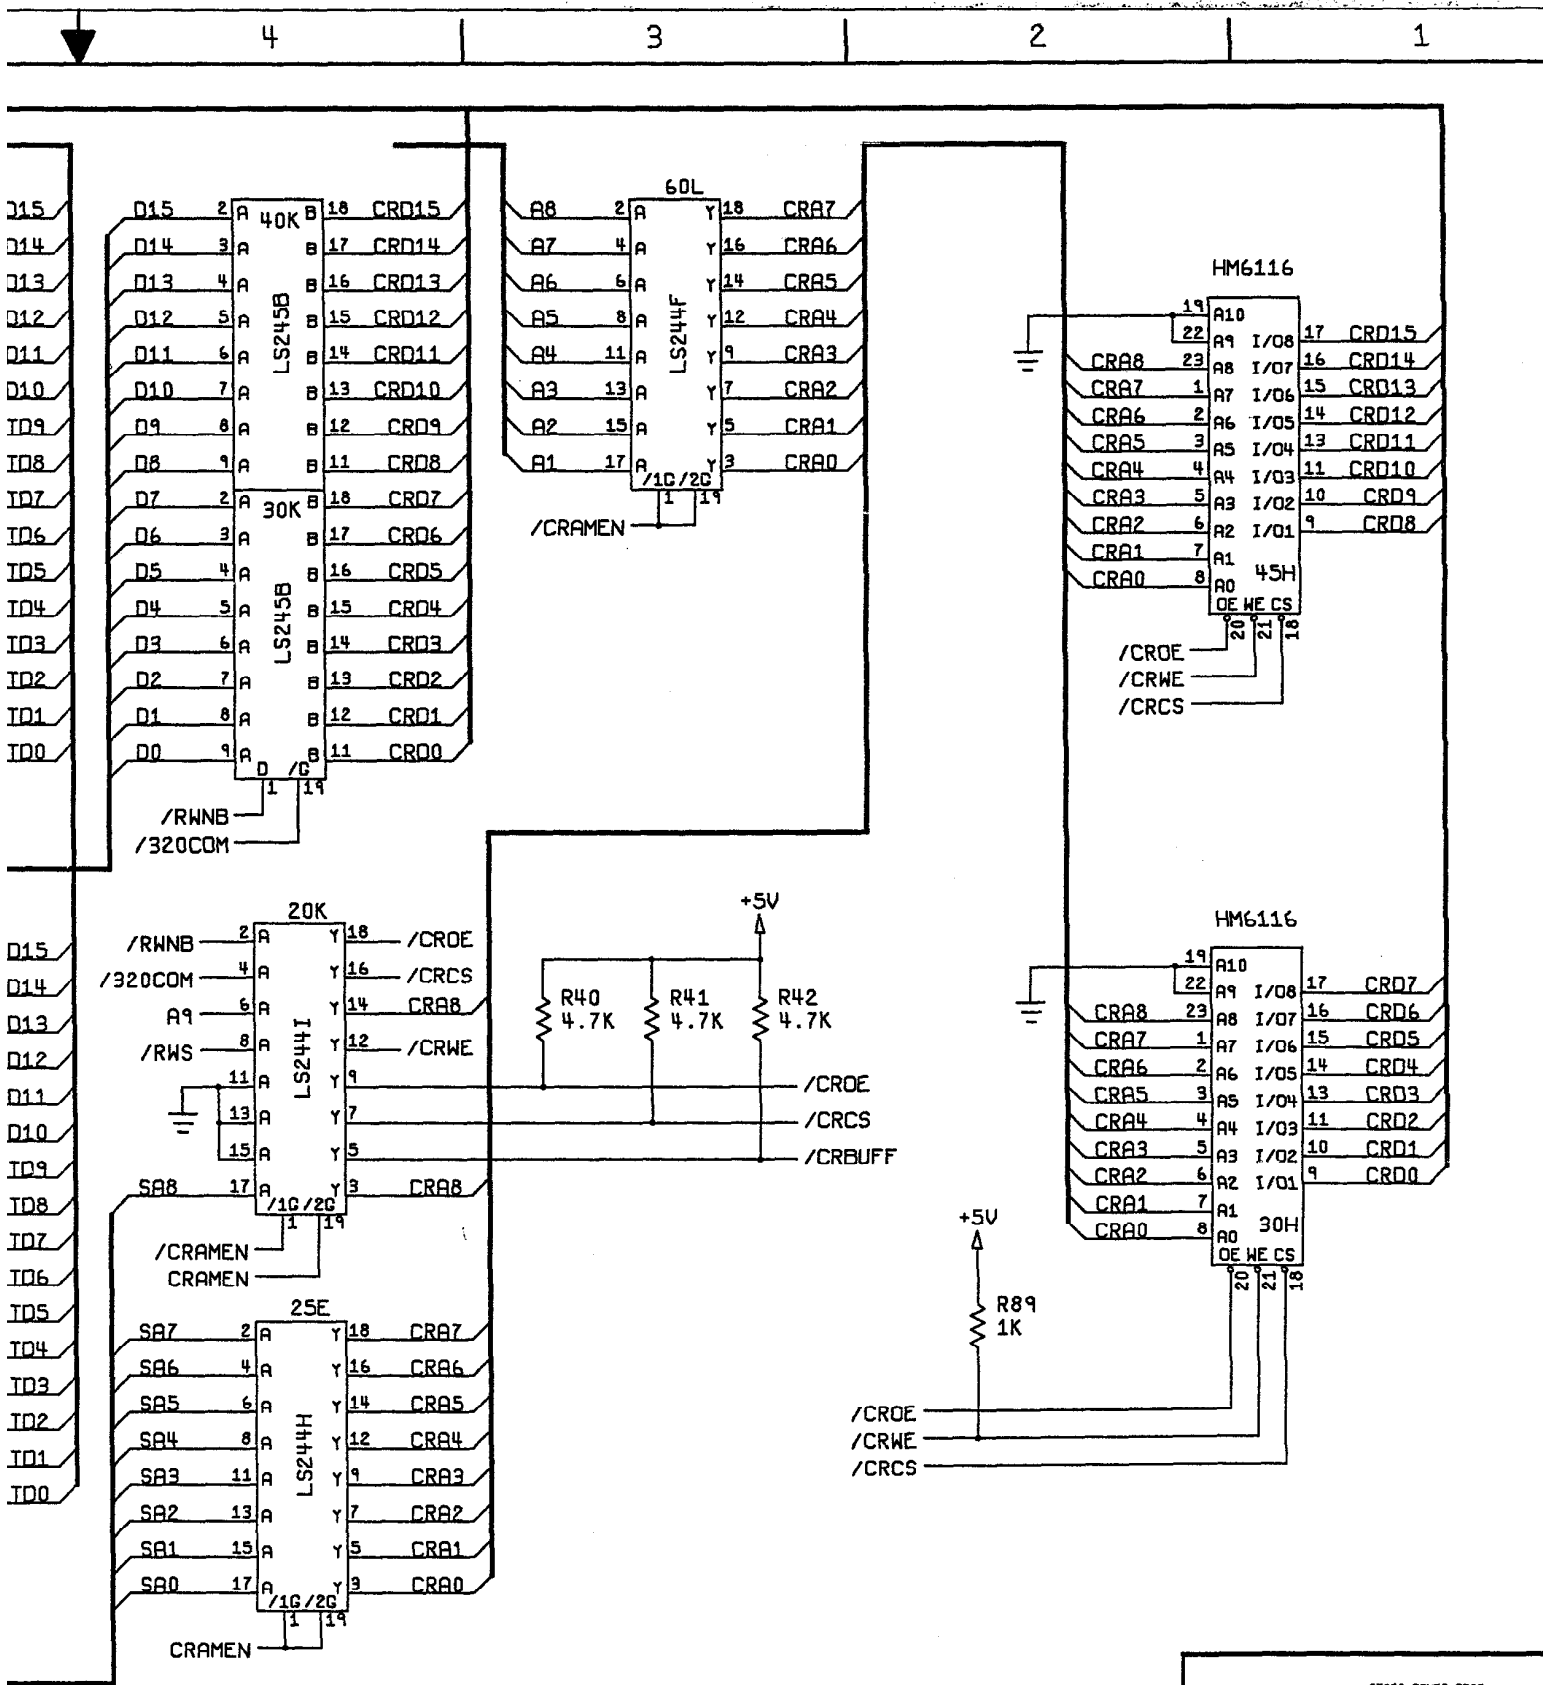 4 3 2 1
D15 2 A 40K B 18 CRD15
D14 3 A B 17 CRD14
D13 4 A B 16 CRD13
D12 5 A B 15 CRD12
D11 6 A LS245B B 14 CRD11
D10 7 A B 13 CRD10
D9 8 A B 12 CRD9
D8 9 A B 11 CRD8
D7 2 A 30K B 18 CRD7
D6 3 A B 17 CRD6
D5 4 A B 16 CRD5
D4 5 A B 15 CRD4
D3 6 A LS245B B 14 CRD3
D2 7 A B 13 CRD2
D1 8 A B 12 CRD1
D0 9 A B 11 CRD0
D /G
1 19
/RWNB
/320COM
D15
D14
D13
D12
D11
D10
TD9
TD8
TD7
TD6
TD5
TD4
TD3
TD2
TD1
TD0
60L
A8 2 A Y 18 CRA7
A7 4 A Y 16 CRA6
A6 6 A Y 14 CRA5
A5 8 A LS244F Y 12 CRA4
A4 11 A Y 9 CRA3
A3 13 A Y 7 CRA2
A2 15 A Y 5 CRA1
A1 17 A Y 3 CRA0
/1G /2G
1 19
/CRAMEN
HM6116
19 A10
22 A9 I/O8 17 CRD15
CRA8 23 A8 I/O7 16 CRD14
CRA7 1 A7 I/O6 15 CRD13
CRA6 2 A6 I/O5 14 CRD12
CRA5 3 A5 I/O4 13 CRD11
CRA4 4 A4 I/O3 11 CRD10
CRA3 5 A3 I/O2 10 CRD9
CRA2 6 A2 I/O1 9 CRD8
CRA1 7 A1
CRA0 8 A0 45H
OE WE CS
20 21 18
/CROE
/CRWE
/CRCS
20K
/RWNB 2 A Y 18 /CROE
/320COM 4 A Y 16 /CRCS
A9 6 A Y 14 CRA8
/RWS 8 A LS244I Y 12 /CRWE
11 A Y 9 /CROE
13 A Y 7 /CRCS
15 A Y 5 /CRBUFF
SA8 17 A Y 3 CRA8
/1G /2G
1 19
/CRAMEN
CRAMEN
+5V
R40 R41 R42
4.7K 4.7K 4.7K
D15
D14
D13
D12
D11
D10
TD9
TD8
TD7
TD6
TD5
TD4
TD3
TD2
TD1
TD0
25E
SA7 2 A Y 18 CRA7
SA6 4 A Y 16 CRA6
SA5 6 A Y 14 CRA5
SA4 8 A LS244H Y 12 CRA4
SA3 11 A Y 9 CRA3
SA2 13 A Y 7 CRA2
SA1 15 A Y 5 CRA1
SA0 17 A Y 3 CRA0
/1G /2G
1 19
CRAMEN
HM6116
19 A10
22 A9 I/O8 17 CRD7
CRA8 23 A8 I/O7 16 CRD6
CRA7 1 A7 I/O6 15 CRD5
CRA6 2 A6 I/O5 14 CRD4
CRA5 3 A5 I/O4 13 CRD3
CRA4 4 A4 I/O3 11 CRD2
CRA3 5 A3 I/O2 10 CRD1
CRA2 6 A2 I/O1 9 CRD0
CRA1 7 A1
CRA0 8 A0 30H
OE WE CS
20 21 18
+5V
R89
1K
/CROE
/CRWE
/CRCS